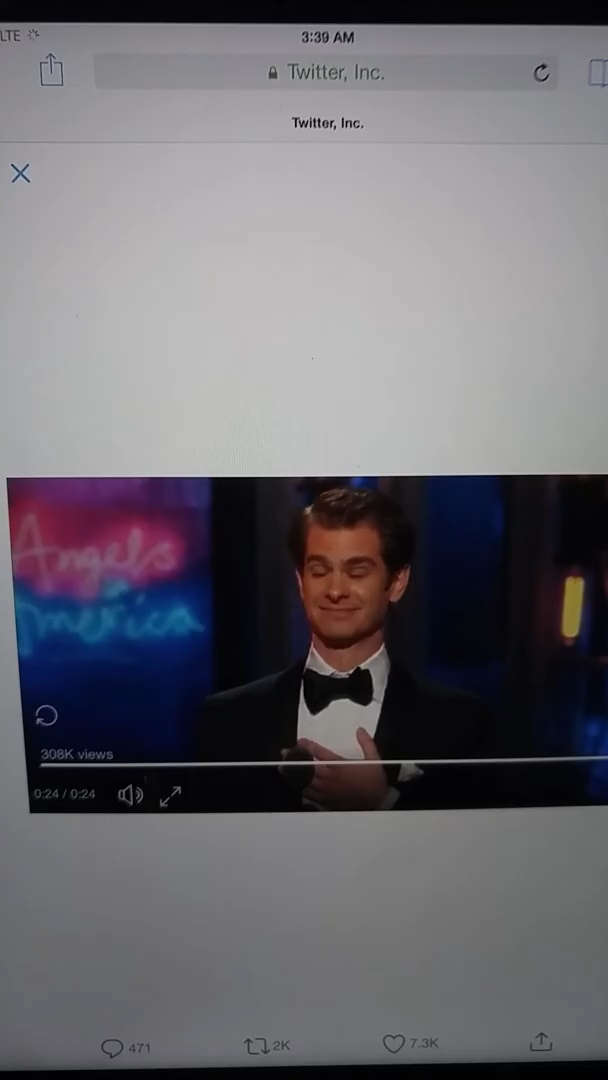 LTE 3:39 AM
Twitter, Inc.
Twitter, Inc.
Angels
in
America
308K views
0:24 / 0:24
471 2K 7.3K